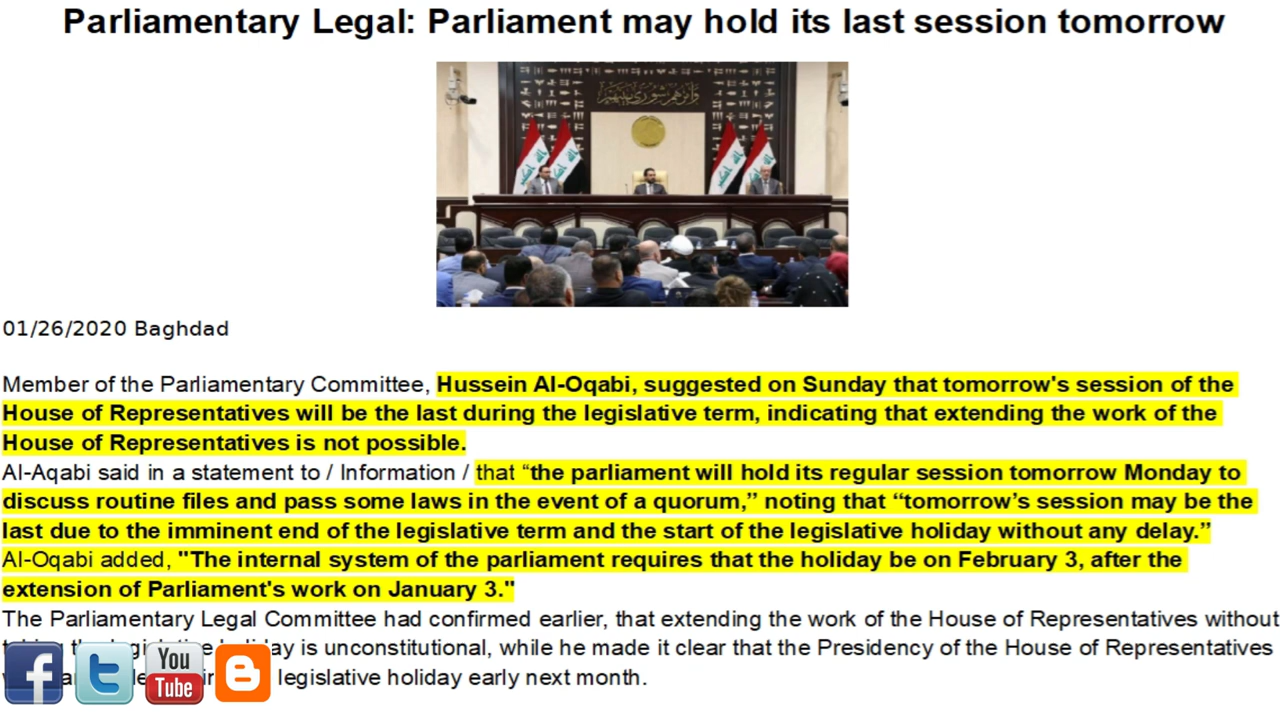 Parliamentary Legal: Parliament may hold its last session tomorrow
وأمرهم شورى بينهم
01/26/2020 Baghdad
Member of the Parliamentary Committee, Hussein Al-Oqabi, suggested on Sunday that tomorrow's session of the
House of Representatives will be the last during the legislative term, indicating that extending the work of the
House of Representatives is not possible.
Al-Aqabi said in a statement to / Information / that “the parliament will hold its regular session tomorrow Monday to
discuss routine files and pass some laws in the event of a quorum,” noting that “tomorrow’s session may be the
last due to the imminent end of the legislative term and the start of the legislative holiday without any delay.”
Al-Oqabi added, "The internal system of the parliament requires that the holiday be on February 3, after the
extension of Parliament's work on January 3."
The Parliamentary Legal Committee had confirmed earlier, that extending the work of the House of Representatives without
is unconstitutional, while he made it clear that the Presidency of the House of Representatives
legislative holiday early next month.
f t You Tube B